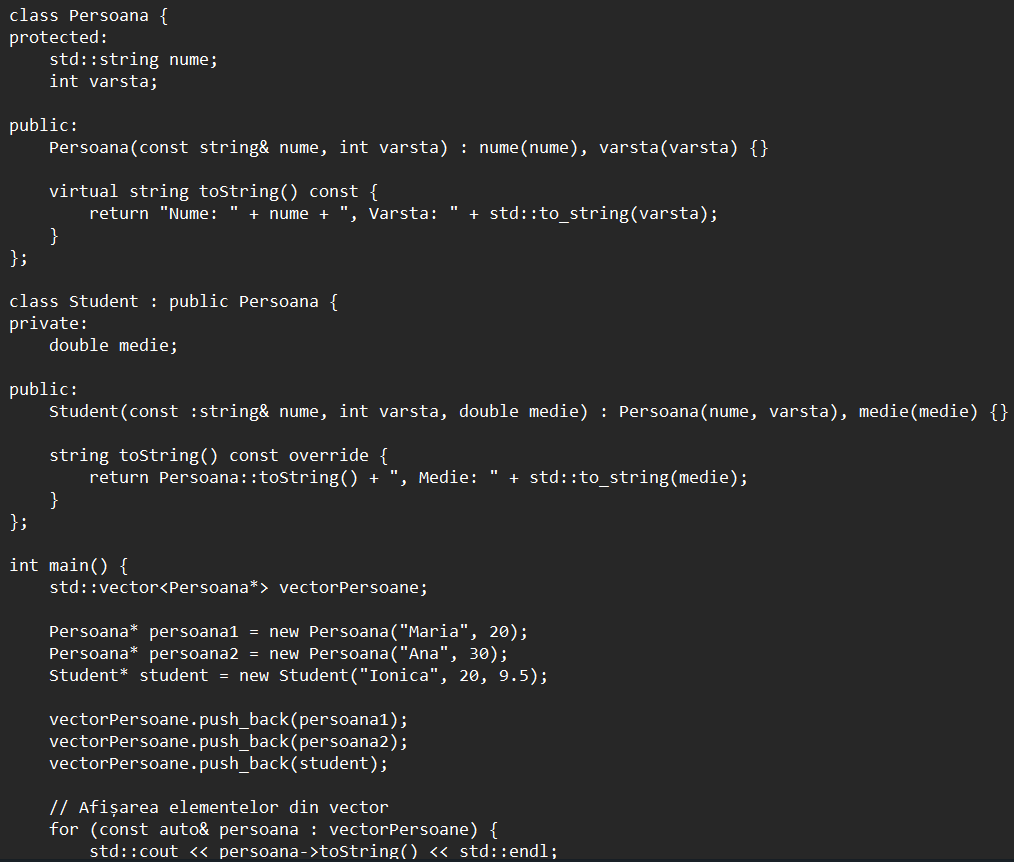 class Persoana {
protected:
    std::string nume;
    int varsta;

public:
    Persoana(const string& nume, int varsta) : nume(nume), varsta(varsta) {}

    virtual string toString() const {
        return "Nume: " + nume + ", Varsta: " + std::to_string(varsta);
    }
};

class Student : public Persoana {
private:
    double medie;

public:
    Student(const :string& nume, int varsta, double medie) : Persoana(nume, varsta), medie(medie) {}

    string toString() const override {
        return Persoana::toString() + ", Medie: " + std::to_string(medie);
    }
};

int main() {
    std::vector<Persoana*> vectorPersoane;

    Persoana* persoana1 = new Persoana("Maria", 20);
    Persoana* persoana2 = new Persoana("Ana", 30);
    Student* student = new Student("Ionica", 20, 9.5);

    vectorPersoane.push_back(persoana1);
    vectorPersoane.push_back(persoana2);
    vectorPersoane.push_back(student);

    // Afișarea elementelor din vector
    for (const auto& persoana : vectorPersoane) {
        std::cout << persoana->toString() << std::endl;